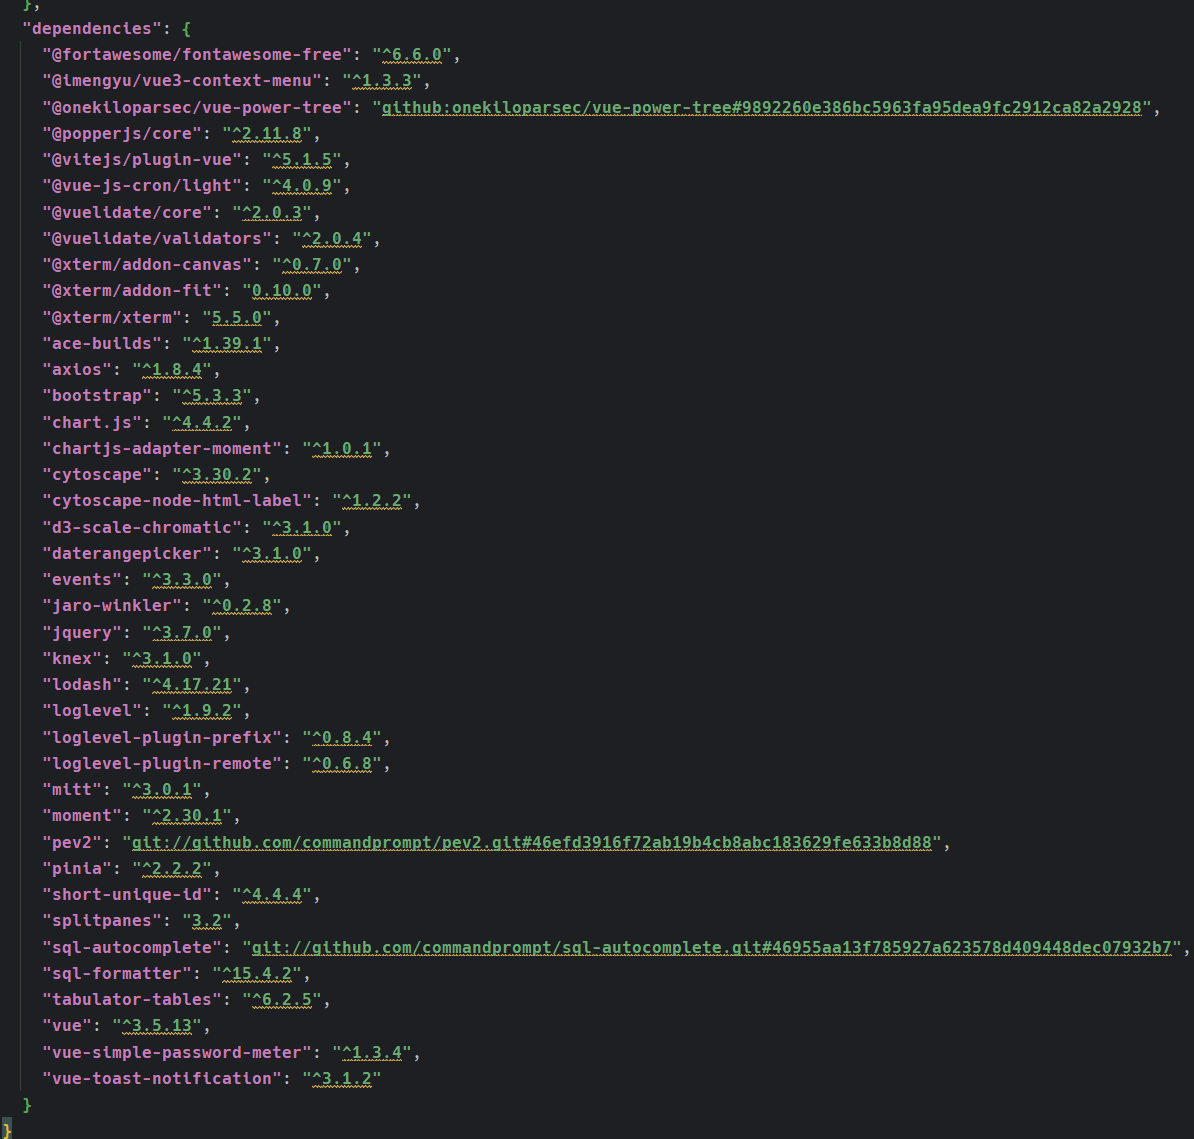 },
"dependencies": {
"@fortawesome/fontawesome-free": "^6.6.0",
"@imengyu/vue3-context-menu": "^1.3.3",
"@onekiloparsec/vue-power-tree": "github:onekiloparsec/vue-power-tree#9892260e386bc5963fa95dea9fc2912ca82a2928",
"@popperjs/core": "^2.11.8",
"@vitejs/plugin-vue": "^5.1.5",
"@vue-js-cron/light": "^4.0.9",
"@vuelidate/core": "^2.0.3",
"@vuelidate/validators": "^2.0.4",
"@xterm/addon-canvas": "^0.7.0",
"@xterm/addon-fit": "0.10.0",
"@xterm/xterm": "5.5.0",
"ace-builds": "^1.39.1",
"axios": "^1.8.4",
"bootstrap": "^5.3.3",
"chart.js": "^4.4.2",
"chartjs-adapter-moment": "^1.0.1",
"cytoscape": "^3.30.2",
"cytoscape-node-html-label": "^1.2.2",
"d3-scale-chromatic": "^3.1.0",
"daterangepicker": "^3.1.0",
"events": "^3.3.0",
"jaro-winkler": "^0.2.8",
"jquery": "^3.7.0",
"knex": "^3.1.0",
"lodash": "^4.17.21",
"loglevel": "^1.9.2",
"loglevel-plugin-prefix": "^0.8.4",
"loglevel-plugin-remote": "^0.6.8",
"mitt": "^3.0.1",
"moment": "^2.30.1",
"pev2": "git://github.com/commandprompt/pev2.git#46efd3916f72ab19b4cb8abc183629fe633b8d88",
"pinia": "^2.2.2",
"short-unique-id": "^4.4.4",
"splitpanes": "3.2",
"sql-autocomplete": "git://github.com/commandprompt/sql-autocomplete.git#46955aa13f785927a623578d409448dec07932b7",
"sql-formatter": "^15.4.2",
"tabulator-tables": "^6.2.5",
"vue": "^3.5.13",
"vue-simple-password-meter": "^1.3.4",
"vue-toast-notification": "^3.1.2"
}
}